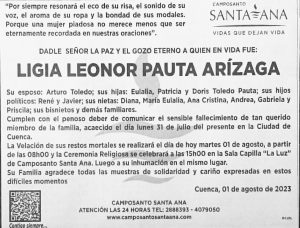 "Por siempre resonará el eco de su risa, el sonido de su
voz, el aroma de su ropa y la bondad de sus modales.
Porque una mujer piadosa no merece menos que ser
eternamente recordada en nuestras oraciones".
CAMPOSANTO
SANTA ANA
VIDAS QUE DEJAN VIDA
DADLE SEÑOR LA PAZ Y EL GOZO ETERNO A QUIEN EN VIDA FUE:
LIGIA LEONOR PAUTA ARÍZAGA
Su esposo: Arturo Toledo; sus hijas: Eulalia, Patricia y Doris Toledo Pauta; sus hijos
políticos: René y Javier; sus nietas: Diana, María Eulalia, Ana Cristina, Andrea, Gabriela y
Priscila; sus bisnietos y demás familiares.
Cumplen con el penoso deber de comunicar el sensible fallecimiento de tan querido
miembro de la familia, acaecido el día lunes 31 de julio del presente en la Ciudad de
Cuenca.
La Velación de sus restos mortales se realizará el día de hoy martes 01 de agosto, a partir
de las 08h00 y la Ceremonia Religiosa se celebrará a las 15h00 en la Sala Capilla "La Luz"
de Camposanto Santa Ana. Luego a su inhumación en el mismo lugar.
Su Familia agradece todas las muestras de solidaridad y cariño expresadas en estos
difíciles momentos
Cuenca, 01 de agosto de 2023
CAMPOSANTO SANTA ANA
ATENCIÓN LAS 24 HORAS TEL: 2888393 - 4079050
www.camposantosantaana.com
Contigo siempre...